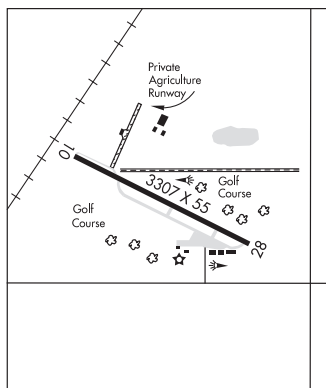 Private
Agriculture
Runway
10
3307 X 55
Golf
Course
Golf
Course
28